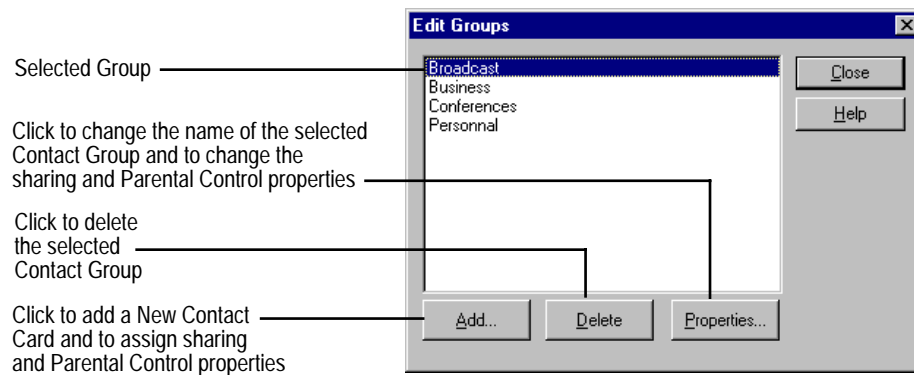 Edit Groups
Selected Group
Broadcast
Business
Conferences
Personnal
Close
Help
Click to change the name of the selected
Contact Group and to change the
sharing and Parental Control properties
Click to delete
the selected
Contact Group
Click to add a New Contact
Card and to assign sharing
and Parental Control properties
Add...
Delete
Properties...